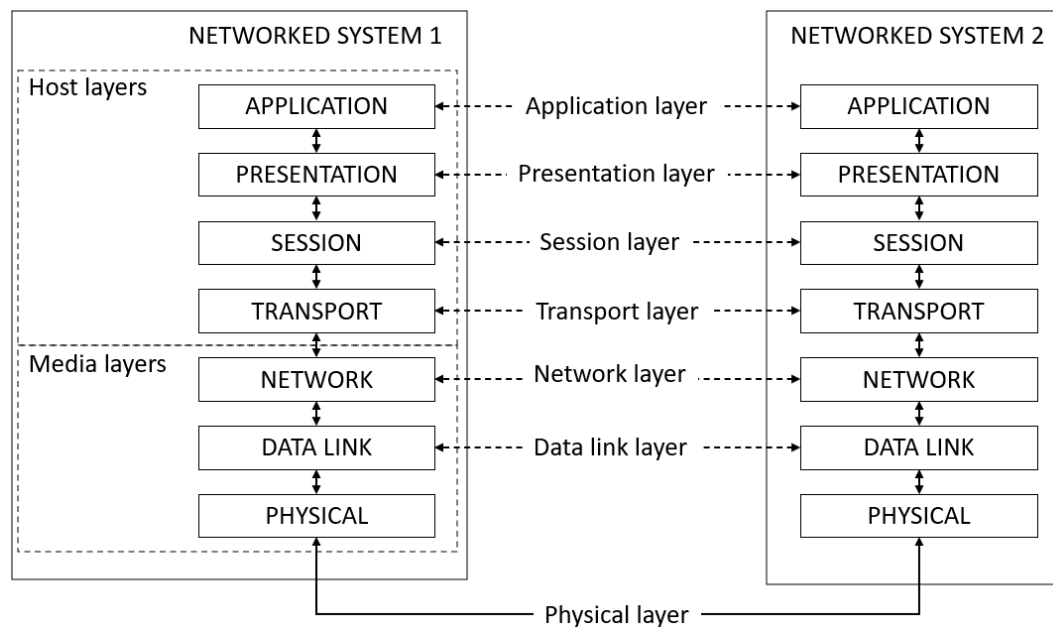 NETWORKED SYSTEM 1
NETWORKED SYSTEM 2
Host layers
APPLICATION
Application layer
APPLICATION
PRESENTATION
Presentation layer
PRESENTATION
SESSION
Session layer
SESSION
TRANSPORT
Transport layer
TRANSPORT
Media layers
NETWORK
Network layer
NETWORK
DATA LINK
Data link layer
DATA LINK
PHYSICAL
PHYSICAL
Physical layer